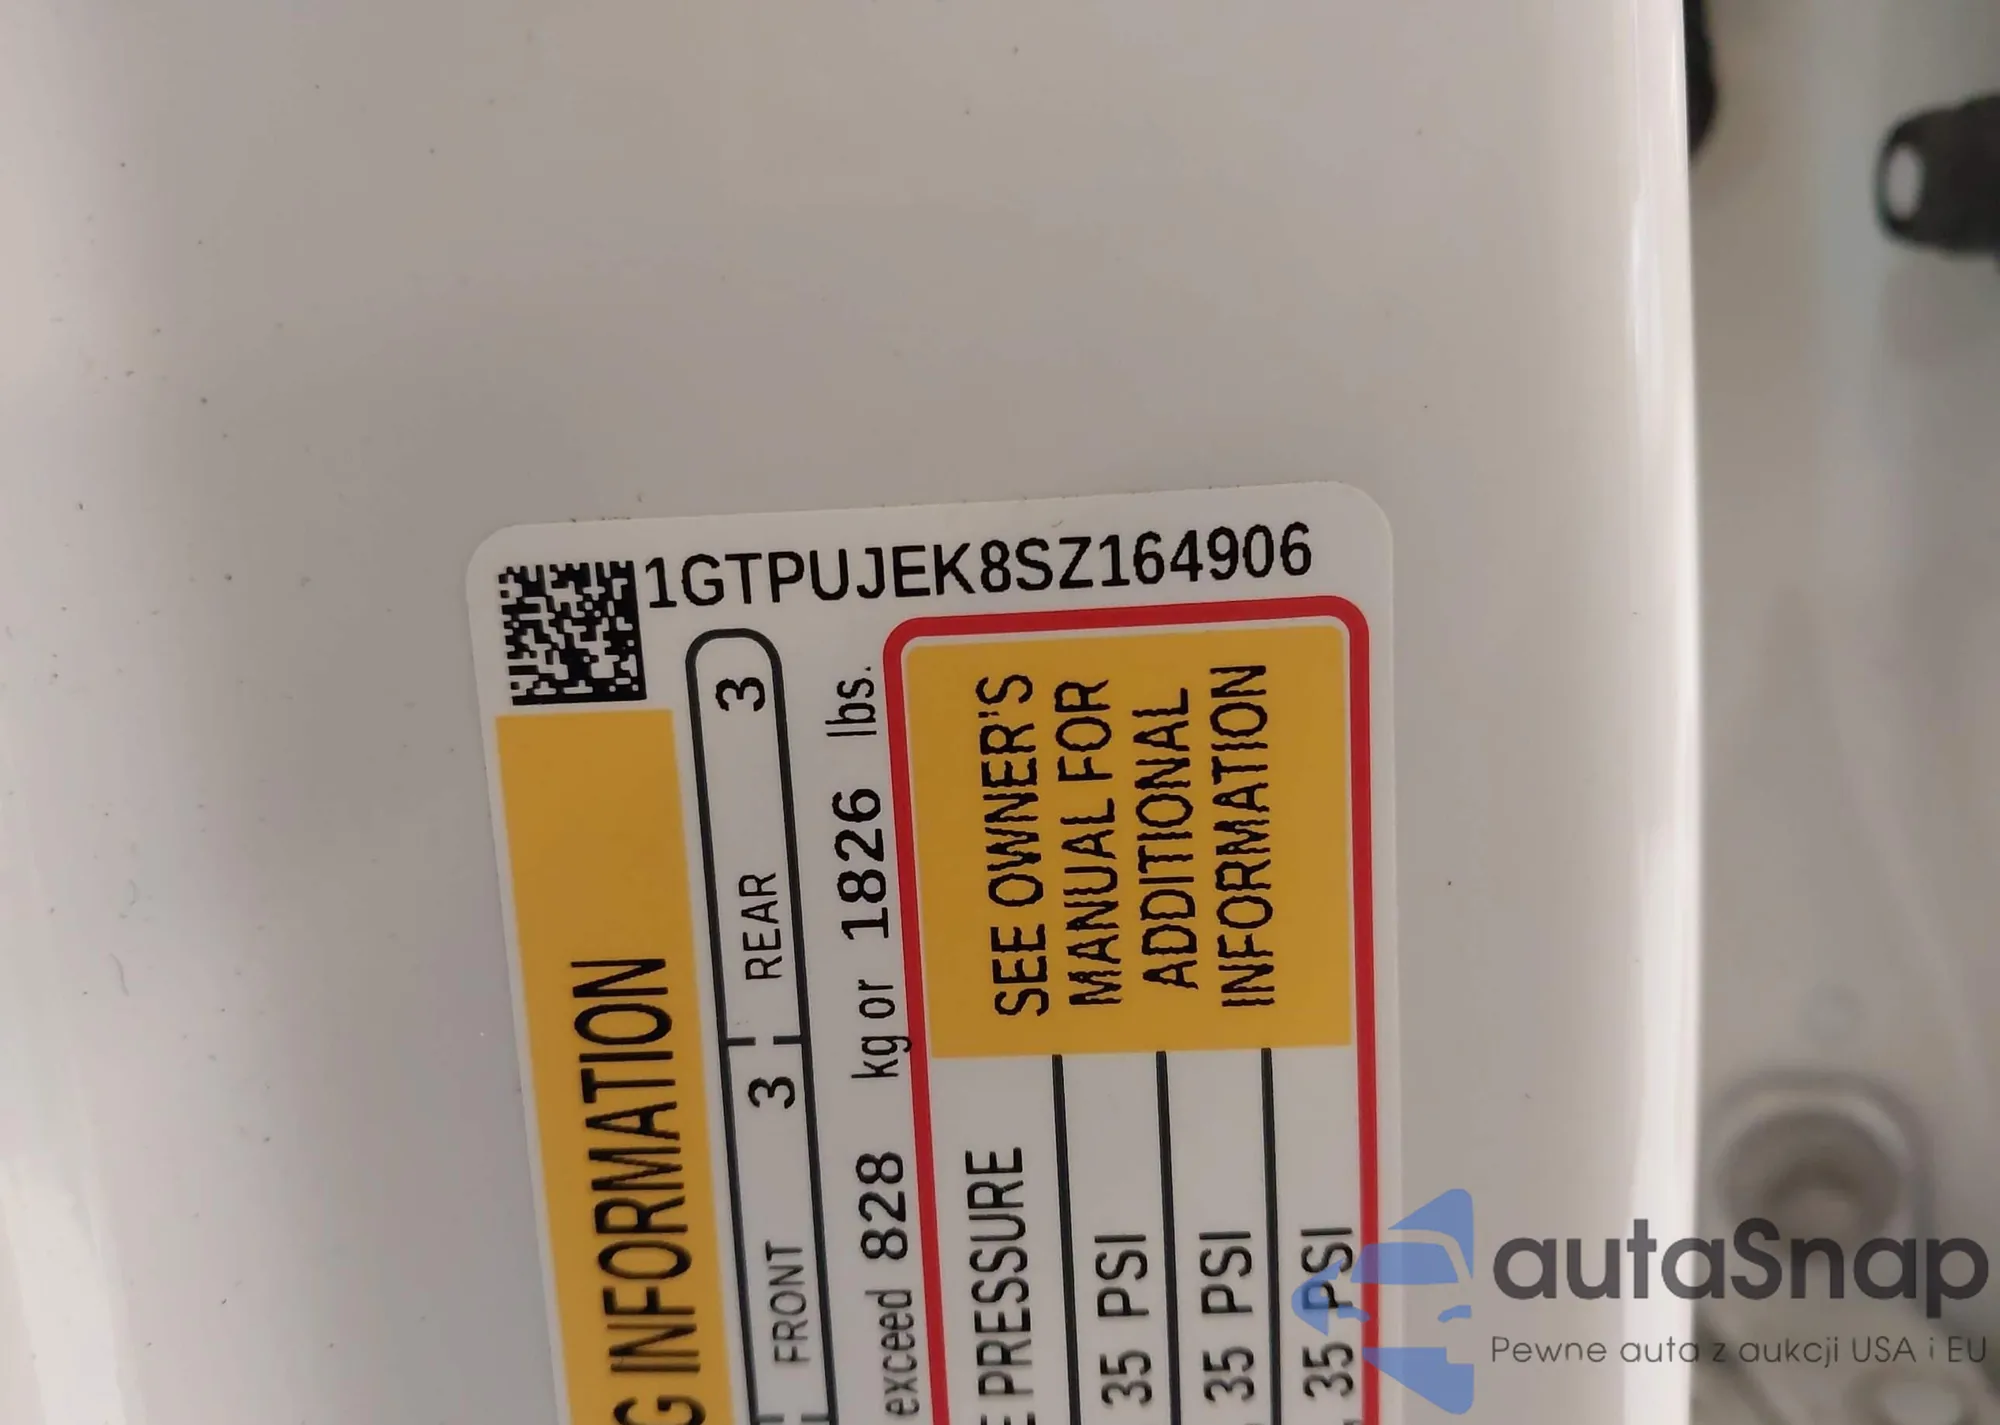 1GTPUJEK8SZ164906
G INFORMATION
FRONT 3 REAR 3
exceed 828 kg or 1826 lbs.
E PRESSURE
35 PSI
35 PSI
35 PSI
SEE OWNER'S
MANUAL FOR
ADDITIONAL
INFORMATION
autaSnap
Pewne auta z aukcji USA i EU